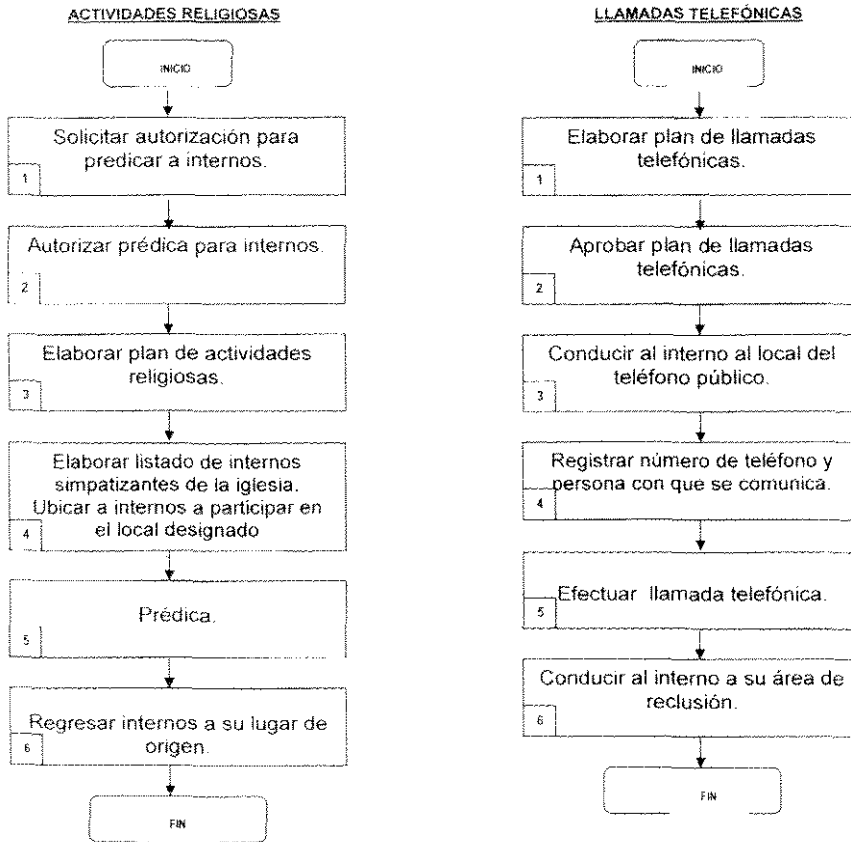 ACTIVIDADES RELIGIOSAS
INICIO
Solicitar autorización para
predicar a internos.
1
Autorizar prédica para internos.
2
Elaborar plan de actividades
religiosas.
3
Elaborar listado de internos
simpatizantes de la iglesia.
Ubicar a internos a participar en
el local designado
4
Prédica.
5
Regresar internos a su lugar de
origen.
6
FIN
LLAMADAS TELEFÓNICAS
INICIO
Elaborar plan de llamadas
telefónicas.
1
Aprobar plan de llamadas
telefónicas.
2
Conducir al interno al local del
teléfono público.
3
Registrar número de teléfono y
persona con que se comunica.
4
Efectuar llamada telefónica.
5
Conducir al interno a su área de
reclusión.
6
FIN